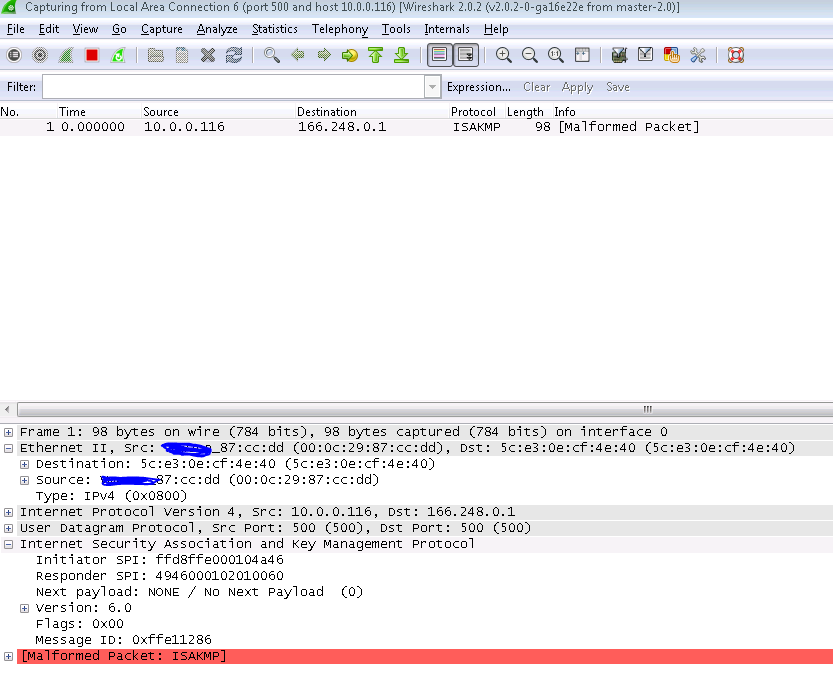 Capturing from Local Area Connection 6 (port 500 and host 10.0.0.116) [Wireshark 2.0.2 (v2.0.2-0-ga16e22e from master-2.0)]
File Edit View Go Capture Analyze Statistics Telephony Tools Internals Help
Filter: Expression... Clear Apply Save
No. Time Source Destination Protocol Length Info
1 0.000000 10.0.0.116 166.248.0.1 ISAKMP 98 [Malformed Packet]
Frame 1: 98 bytes on wire (784 bits), 98 bytes captured (784 bits) on interface 0
Ethernet II, Src: _87:cc:dd (00:0c:29:87:cc:dd), Dst: 5c:e3:0e:cf:4e:40 (5c:e3:0e:cf:4e:40)
Destination: 5c:e3:0e:cf:4e:40 (5c:e3:0e:cf:4e:40)
Source: 87:cc:dd (00:0c:29:87:cc:dd)
Type: IPv4 (0x0800)
Internet Protocol Version 4, Src: 10.0.0.116, Dst: 166.248.0.1
User Datagram Protocol, Src Port: 500 (500), Dst Port: 500 (500)
Internet Security Association and Key Management Protocol
Initiator SPI: ffd8ffe000104a46
Responder SPI: 4946000102010060
Next payload: NONE / No Next Payload (0)
Version: 6.0
Flags: 0x00
Message ID: 0xffe11286
[Malformed Packet: ISAKMP]